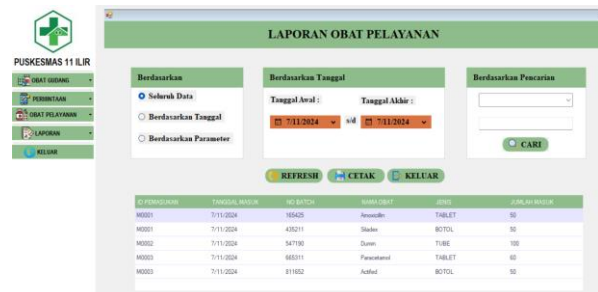 LAPORAN OBAT PELAYANAN
PUSKESMAS 11 ILIR
OBAT GUDANG
PERMINTAAN
OBAT PELAYANAN
LAPORAN
KELUAR
Berdasarkan
Seluruh Data
Berdasarkan Tanggal
Berdasarkan Parameter
Berdasarkan Tanggal
Tanggal Awal : Tanggal Akhir :
7/11/2024 s/d 7/11/2024
Berdasarkan Pencarian
CARI
REFRESH CETAK KELUAR
ID PEMASUKAN TANGGAL MASUK NO BATCH NAMA OBAT JENIS JUMLAH MASUK
M0001 7/11/2024 165425 Amoxicilin TABLET 50
M0001 7/11/2024 435211 Sladex BOTOL 50
M0002 7/11/2024 547190 TUBE 100
M0003 7/11/2024 665311 Paracetamol TABLET 60
M0003 7/11/2024 811652 Actified BOTOL 50